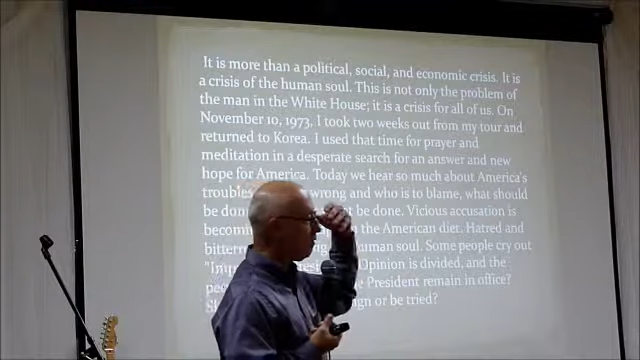 It is more than a political, social, and economic crisis. It is
a crisis of the human soul. This is not only the problem of
the man in the White House; it is a crisis for all of us. On
November 10, 1973, I took two weeks out from my tour and
returned to Korea. I used that time for prayer and
meditation in a desperate search for an answer and new
hope for America. Today we hear so much about America's
troubles wrong and who is to blame, what should
be don be done. Vicious accusation is
becomin the American diet. Hatred and
bittern human soul. Some people cry out
Opinion is divided, and the
President remain in office?
or be tried?